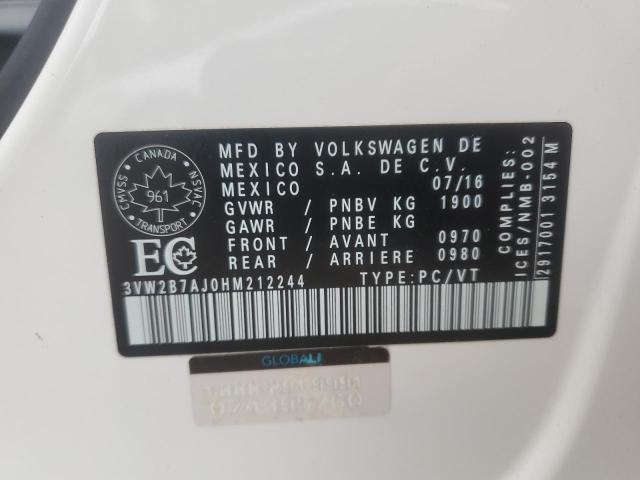 MFD BY VOLKSWAGEN DE
MEXICO S.A. DE C.V.
MEXICO 07/16
GVWR / PNBV KG 1900
GAWR / PNBE KG
FRONT / AVANT 0970
REAR / ARRIERE 0980
3VW2B7AJ0HM212244 TYPE:PC/VT
CANADA
CMVSS 961 NSVAC
TRANSPORT
EC
COMPLIES:
ICES/NMB-002
2917001 3154 M
GLOBALI